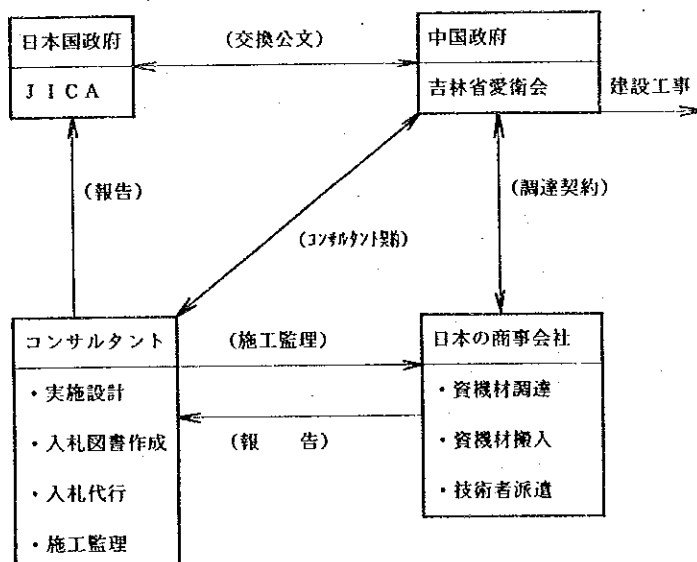 日本国政府
（交換公文）
中国政府
ＪＩＣＡ
吉林省愛衛会
建設工事
（報告）
（調達契約）
（ｺﾝｻﾙﾀﾝﾄ契約）
コンサルタント
（施工監理）
日本の商事会社
・実施設計
・資機材調達
・入札図書作成
（報　　告）
・資機材搬入
・入札代行
・技術者派遣
・施工監理